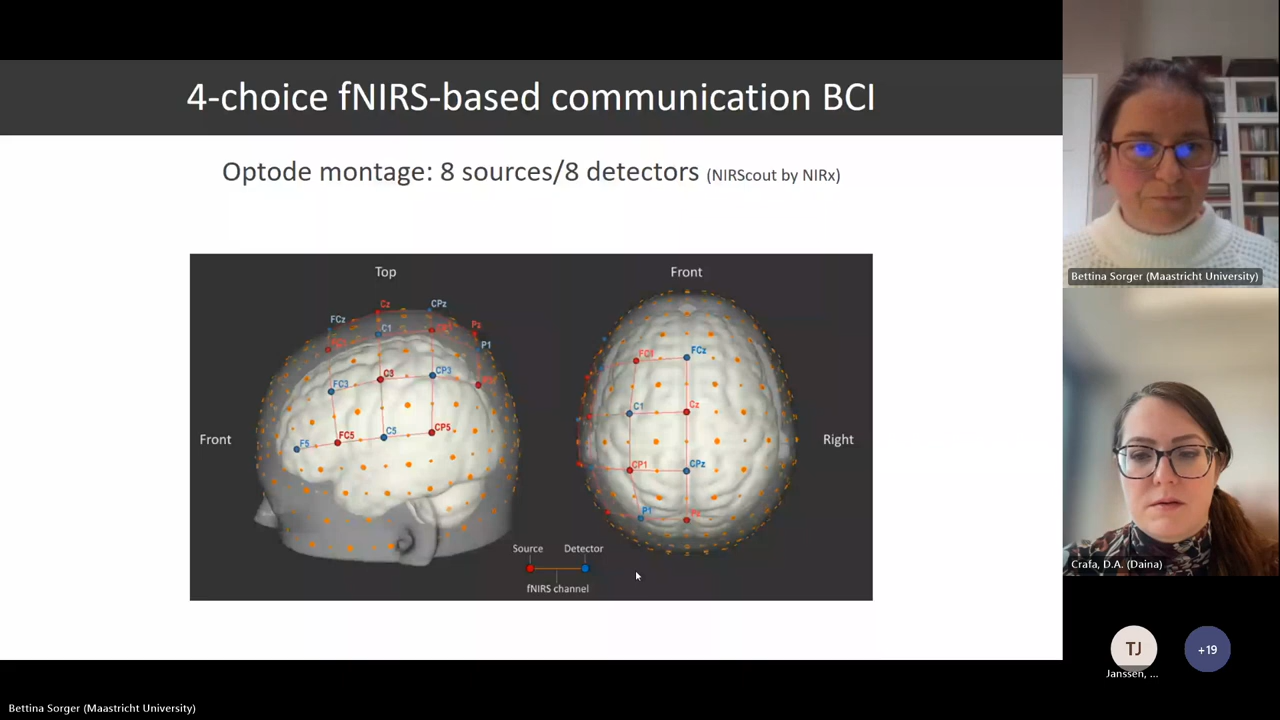 4-choice fNIRS-based communication BCI
Optode montage: 8 sources/8 detectors (NIRScout by NIRx)
Top
Front
Cz
CPz
FCz
C1
Pz
P1
FC3
C3
CP3
F5
FC5
C5
CP5
Front
FC1
FCz
C1
Cz
CP1
CPz
P1
Pz
Right
Source
Detector
fNIRS channel
Bettina Sorger (Maastricht University)
Crafa, D.A. (Daina)
TJ
+19
Janssen, ...
Bettina Sorger (Maastricht University)